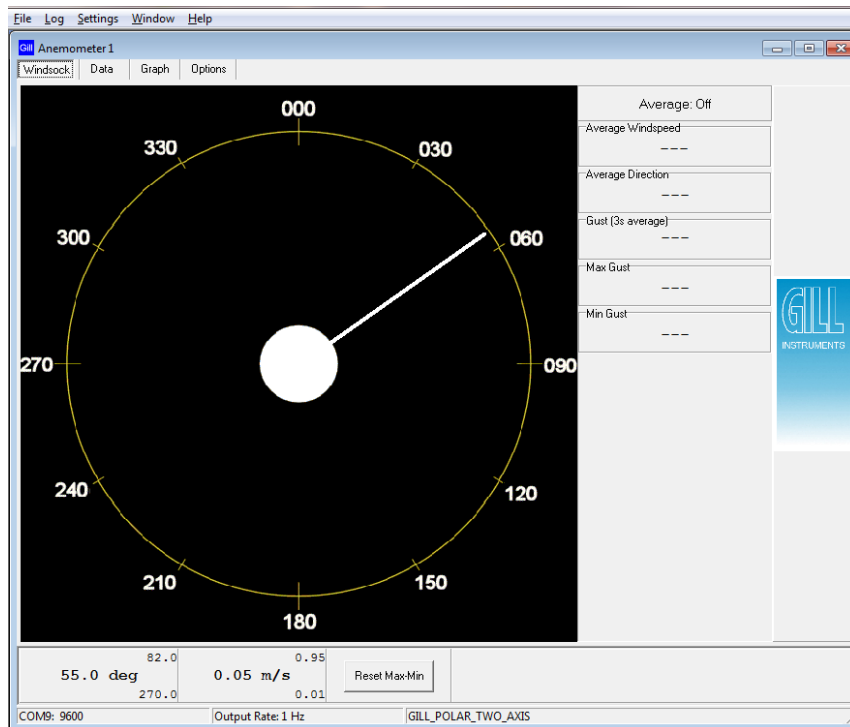 File Log Settings Window Help
Gill Anemometer 1
Windsock Data Graph Options
000
030
060
090
120
150
180
210
240
270
300
330
Average: Off
Average Windspeed
---
Average Direction
---
Gust (3s average)
---
Max Gust
---
Min Gust
---
GILL
INSTRUMENTS
82.0
55.0 deg
270.0
0.95
0.05 m/s
0.01
Reset Max-Min
COM9: 9600
Output Rate: 1 Hz
GILL_POLAR_TWO_AXIS